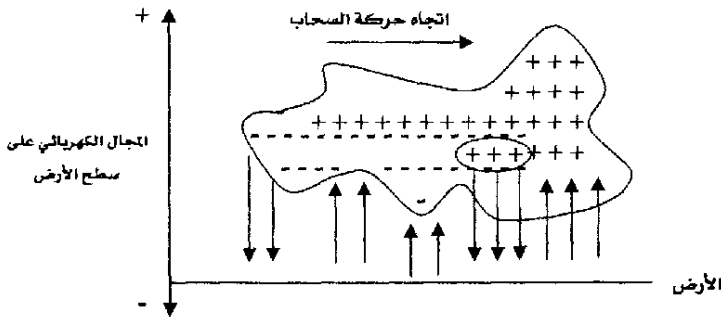 اتجاه حركة السحاب
+
+ + +
+ + + +
+ + + + + + + + + + +
+ + + + +
المجال الكهربائي على
سطح الأرض
الأرض
-